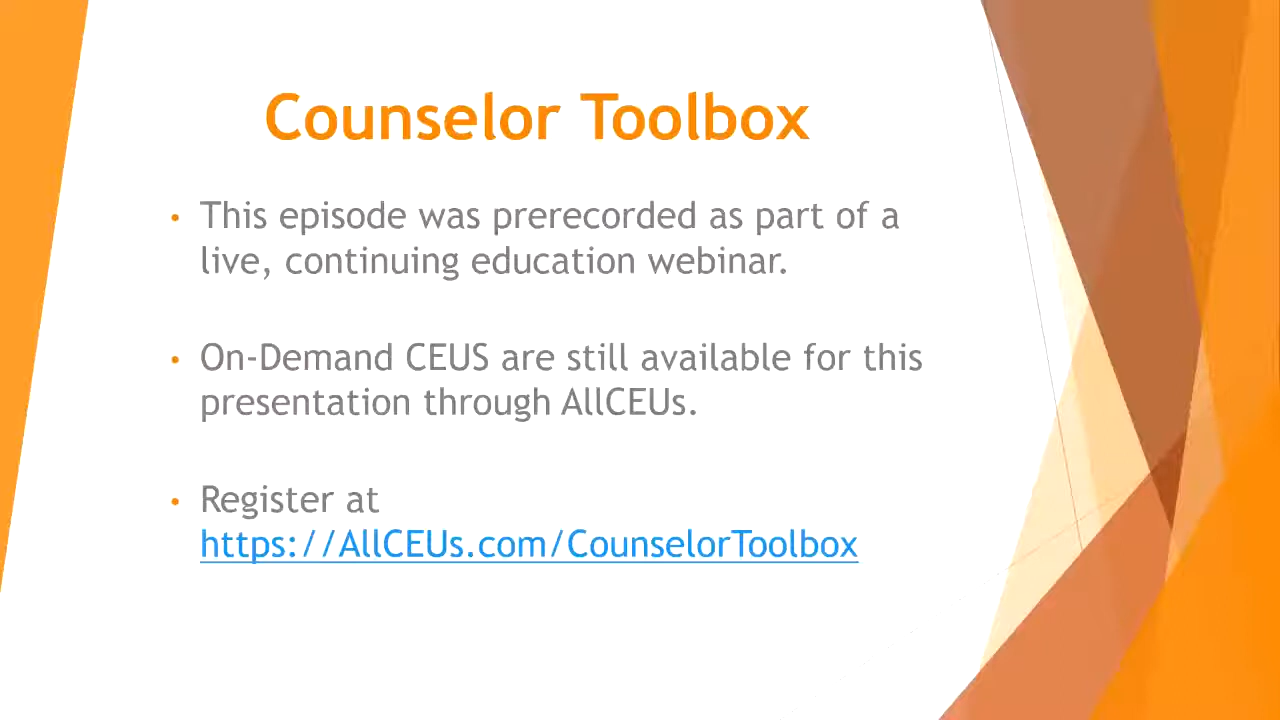 Counselor Toolbox
• This episode was prerecorded as part of a
live, continuing education webinar.
• On-Demand CEUS are still available for this
presentation through AllCEUs.
• Register at
https://AllCEUs.com/CounselorToolbox